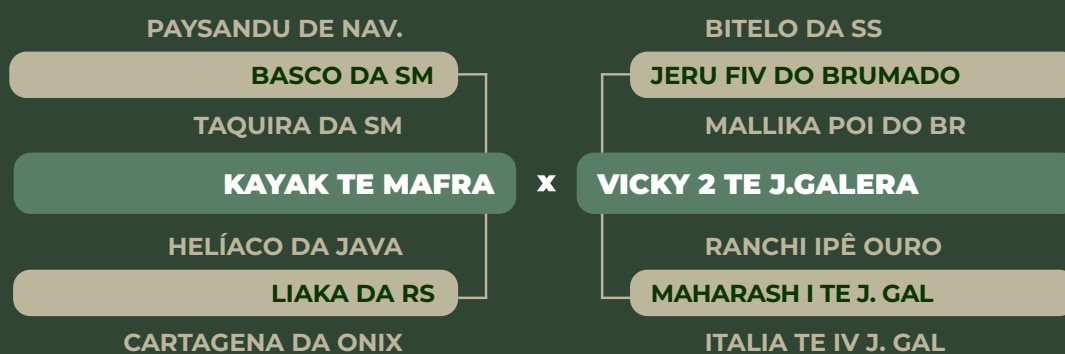 PAYSANDU DE NAV.
BASCO DA SM
TAQUIRA DA SM
KAYAK TE MAFRA
HELÍACO DA JAVA
LIAKA DA RS
CARTAGENA DA ONIX
x
BITELO DA SS
JERU FIV DO BRUMADO
MALLIKA POI DO BR
VICKY 2 TE J.GALERA
RANCHI IPÊ OURO
MAHARASH I TE J. GAL
ITALIA TE IV J. GAL